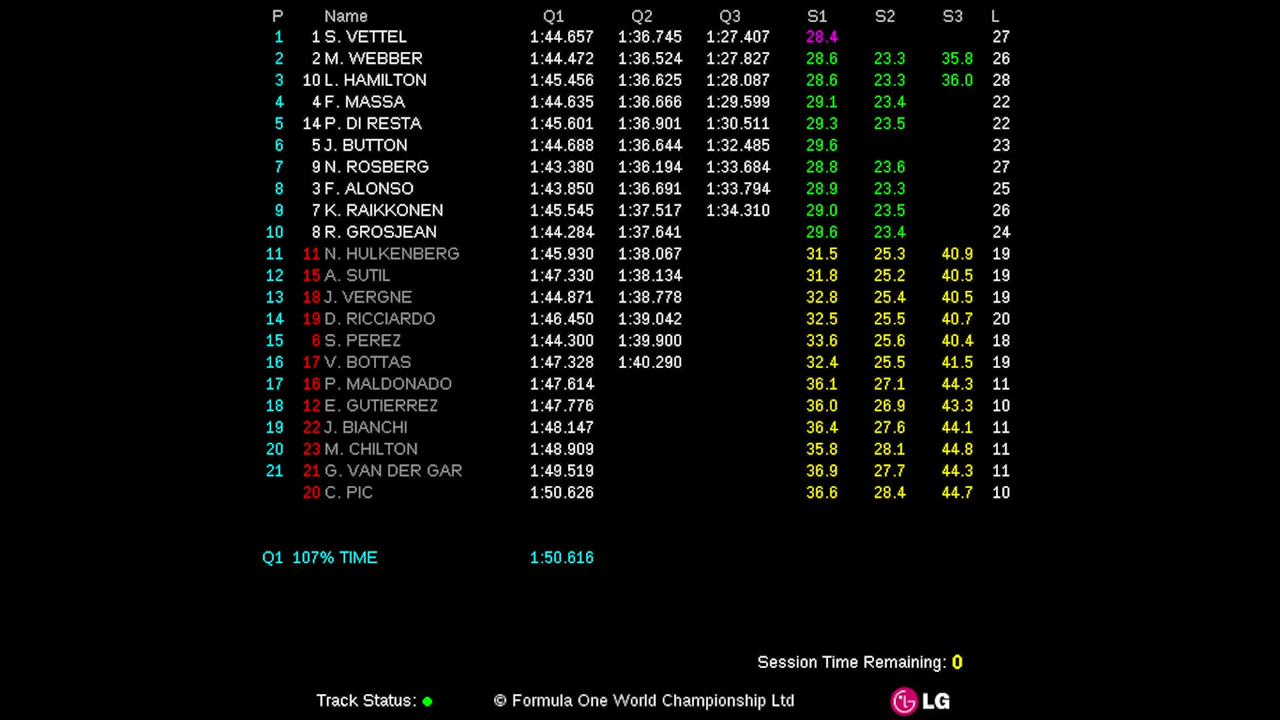 P Name Q1 Q2 Q3 S1 S2 S3 L
1 1 S. VETTEL 1:44.657 1:36.745 1:27.407 28.4 27
2 2 M. WEBBER 1:44.472 1:36.524 1:27.827 28.6 23.3 35.8 26
3 10 L. HAMILTON 1:45.456 1:36.625 1:28.087 28.6 23.3 36.0 28
4 4 F. MASSA 1:44.635 1:36.666 1:29.599 29.1 23.4 22
5 14 P. DI RESTA 1:45.601 1:36.901 1:30.511 29.3 23.5 22
6 5 J. BUTTON 1:44.688 1:36.644 1:32.485 29.6 23
7 9 N. ROSBERG 1:43.380 1:36.194 1:33.684 28.8 23.6 27
8 3 F. ALONSO 1:43.850 1:36.691 1:33.794 28.9 23.3 25
9 7 K. RAIKKONEN 1:45.545 1:37.517 1:34.310 29.0 23.5 26
10 8 R. GROSJEAN 1:44.284 1:37.641 29.6 23.4 24
11 11 N. HULKENBERG 1:45.930 1:38.067 31.5 25.3 40.9 19
12 15 A. SUTIL 1:47.330 1:38.134 31.8 25.2 40.5 19
13 18 J. VERGNE 1:44.871 1:38.778 32.8 25.4 40.5 19
14 19 D. RICCIARDO 1:46.450 1:39.042 32.5 25.5 40.7 20
15 6 S. PEREZ 1:44.300 1:39.900 33.6 25.6 40.4 18
16 17 V. BOTTAS 1:47.328 1:40.290 32.4 25.5 41.5 19
17 16 P. MALDONADO 1:47.614 36.1 27.1 44.3 11
18 12 E. GUTIERREZ 1:47.776 36.0 26.9 43.3 10
19 22 J. BIANCHI 1:48.147 36.4 27.6 44.1 11
20 23 M. CHILTON 1:48.909 35.8 28.1 44.8 11
21 21 G. VAN DER GAR 1:49.519 36.9 27.7 44.3 11
20 C. PIC 1:50.626 36.6 28.4 44.7 10
Q1 107% TIME 1:50.616
Session Time Remaining: 0
Track Status: © Formula One World Championship Ltd LG